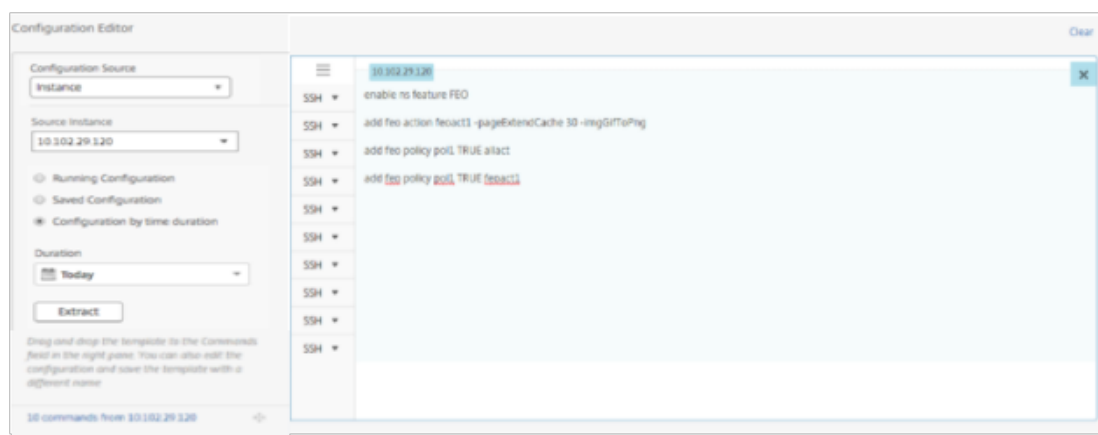 Configuration Editor
Clear
Configuration Source
Instance
Source Instance
10.102.29.120
Running Configuration
Saved Configuration
Configuration by time duration
Duration
Today
Extract
Drag and drop the template to the Commands
field in the right pane. You can also edit the
configuration and save the template with a
different name
10 commands from 10.102.29.120
10.102.29.120
SSH enable ns feature FEO
SSH add feo action feoact1 -pageExtendCache 30 -imgGifToPng
SSH add feo policy pol1 TRUE allact
SSH add feo policy pol1 TRUE feoact1
SSH
SSH
SSH
SSH
SSH
SSH